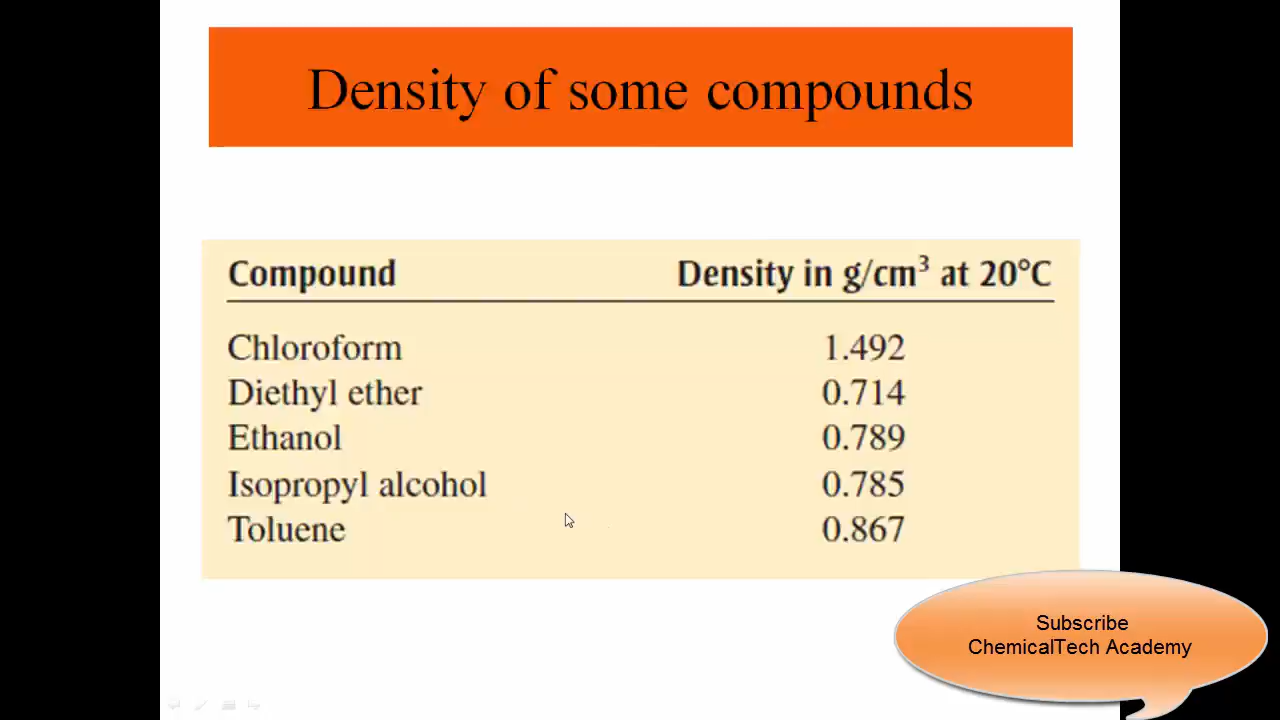 Density of some compounds
Compound Density in g/cm³ at 20°C
Chloroform 1.492
Diethyl ether 0.714
Ethanol 0.789
Isopropyl alcohol 0.785
Toluene 0.867
Subscribe
ChemicalTech Academy